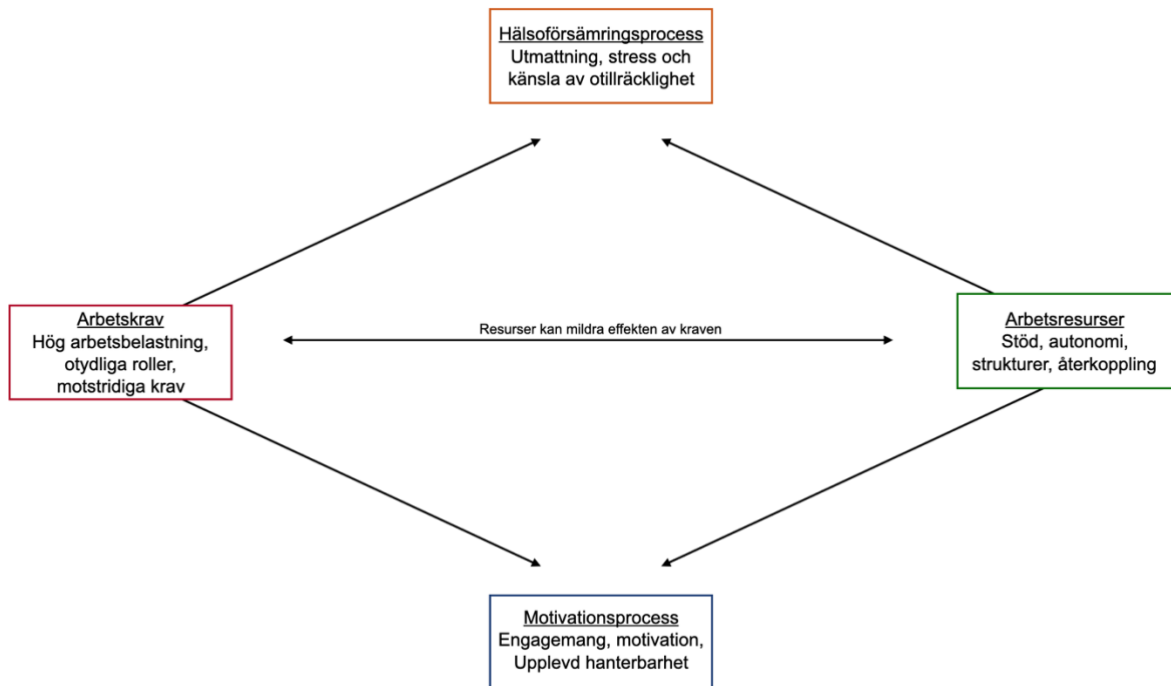 Hälsoförsämringsprocess
Utmattning, stress och
känsla av otillräcklighet
Arbetskrav
Hög arbetsbelastning,
otydliga roller,
motstridiga krav
Resurser kan mildra effekten av kraven
Arbetsresurser
Stöd, autonomi,
strukturer, återkoppling
Motivationsprocess
Engagemang, motivation,
Upplevd hanterbarhet